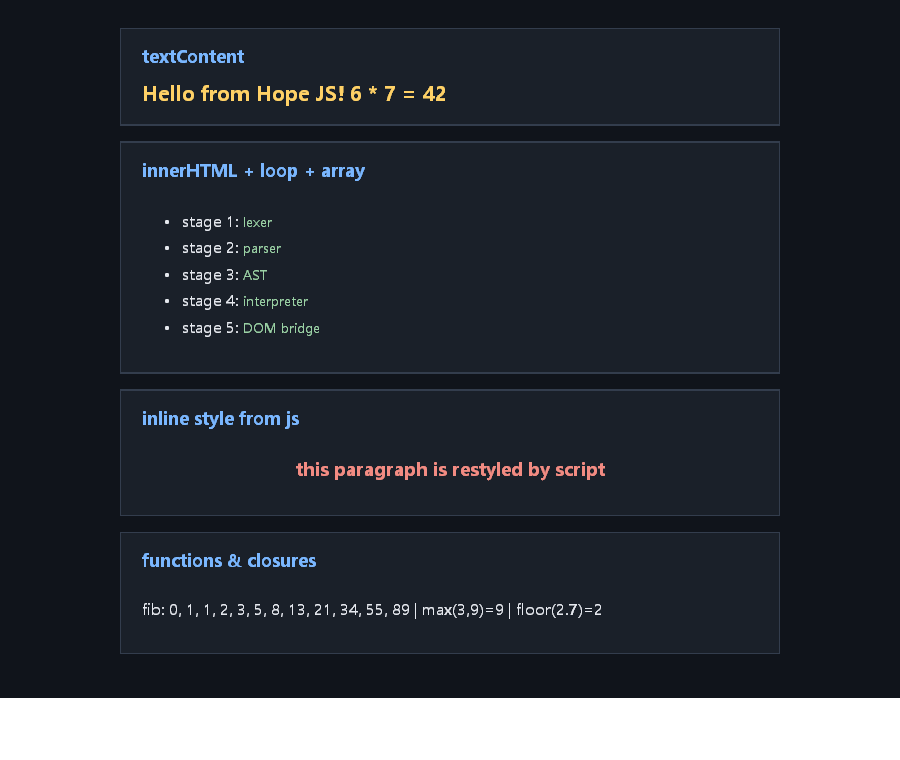 textContent
Hello from Hope JS! 6 * 7 = 42
innerHTML + loop + array
• stage 1: lexer
• stage 2: parser
• stage 3: AST
• stage 4: interpreter
• stage 5: DOM bridge
inline style from js
this paragraph is restyled by script
functions & closures
fib: 0, 1, 1, 2, 3, 5, 8, 13, 21, 34, 55, 89 | max(3,9)=9 | floor(2.7)=2